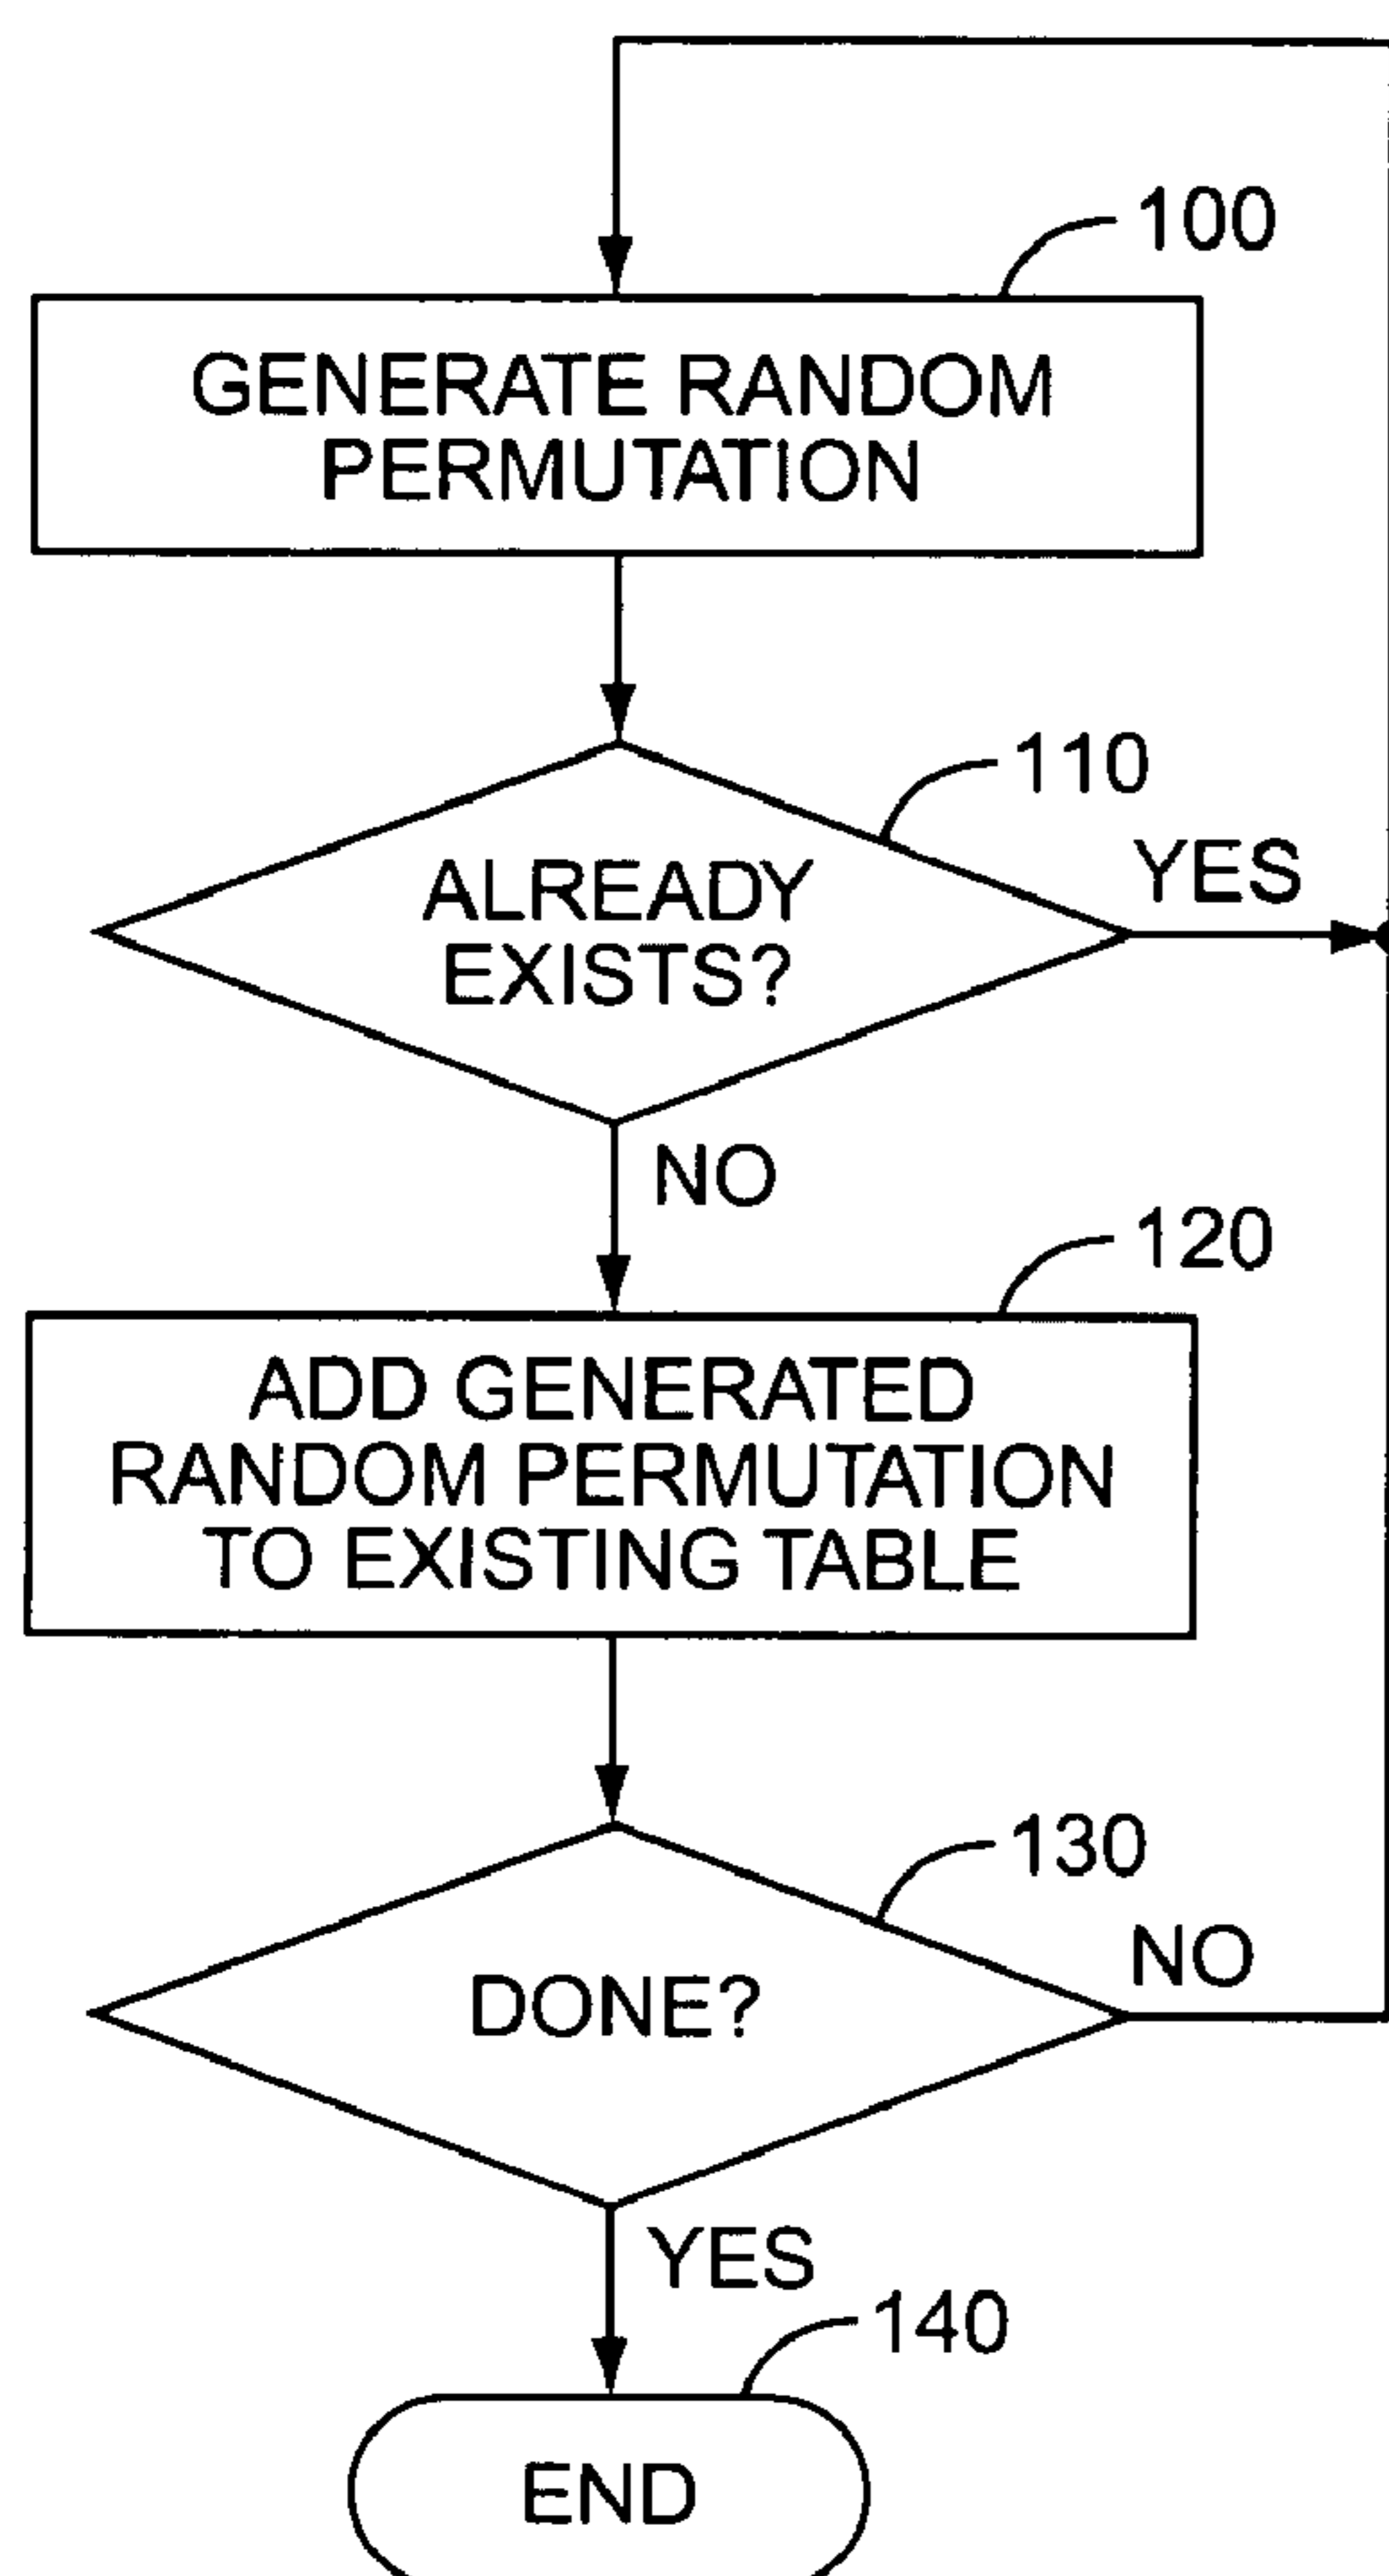 100
GENERATE RANDOM
PERMUTATION
110
ALREADY
EXISTS?
YES
NO
120
ADD GENERATED
RANDOM PERMUTATION
TO EXISTING TABLE
130
DONE?
NO
YES
140
END